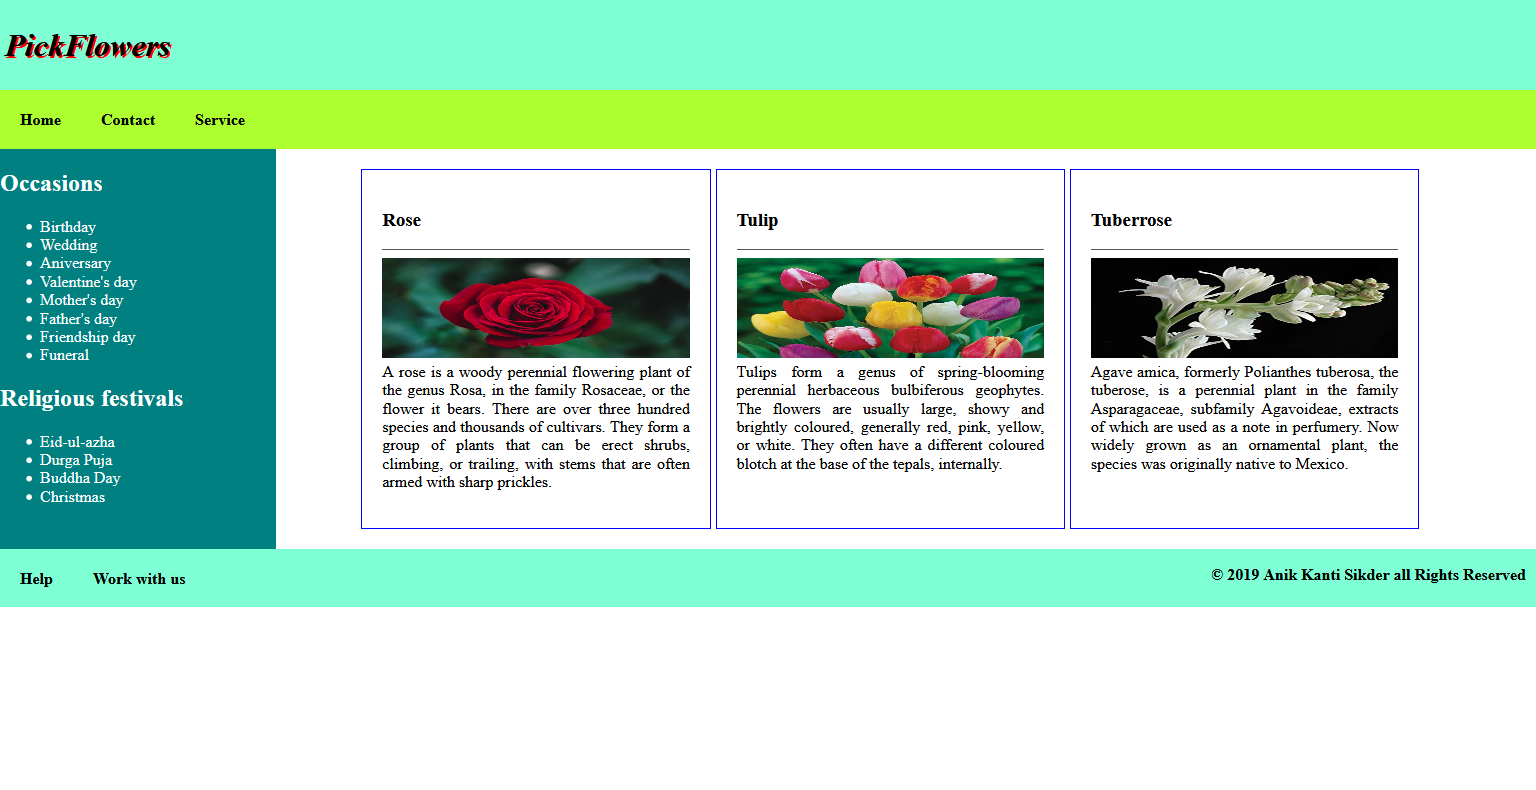 PickFlowers
Home Contact Service
Occasions
Birthday
Wedding
Aniversary
Valentine's day
Mother's day
Father's day
Friendship day
Funeral
Religious festivals
Eid-ul-azha
Durga Puja
Buddha Day
Christmas
Rose
A rose is a woody perennial flowering plant of
the genus Rosa, in the family Rosaceae, or the
flower it bears. There are over three hundred
species and thousands of cultivars. They form a
group of plants that can be erect shrubs,
climbing, or trailing, with stems that are often
armed with sharp prickles.
Tulip
Tulips form a genus of spring-blooming
perennial herbaceous bulbiferous geophytes.
The flowers are usually large, showy and
brightly coloured, generally red, pink, yellow,
or white. They often have a different coloured
blotch at the base of the tepals, internally.
Tuberrose
Agave amica, formerly Polianthes tuberosa, the
tuberose, is a perennial plant in the family
Asparagaceae, subfamily Agavoideae, extracts
of which are used as a note in perfumery. Now
widely grown as an ornamental plant, the
species was originally native to Mexico.
Help Work with us
© 2019 Anik Kanti Sikder all Rights Reserved